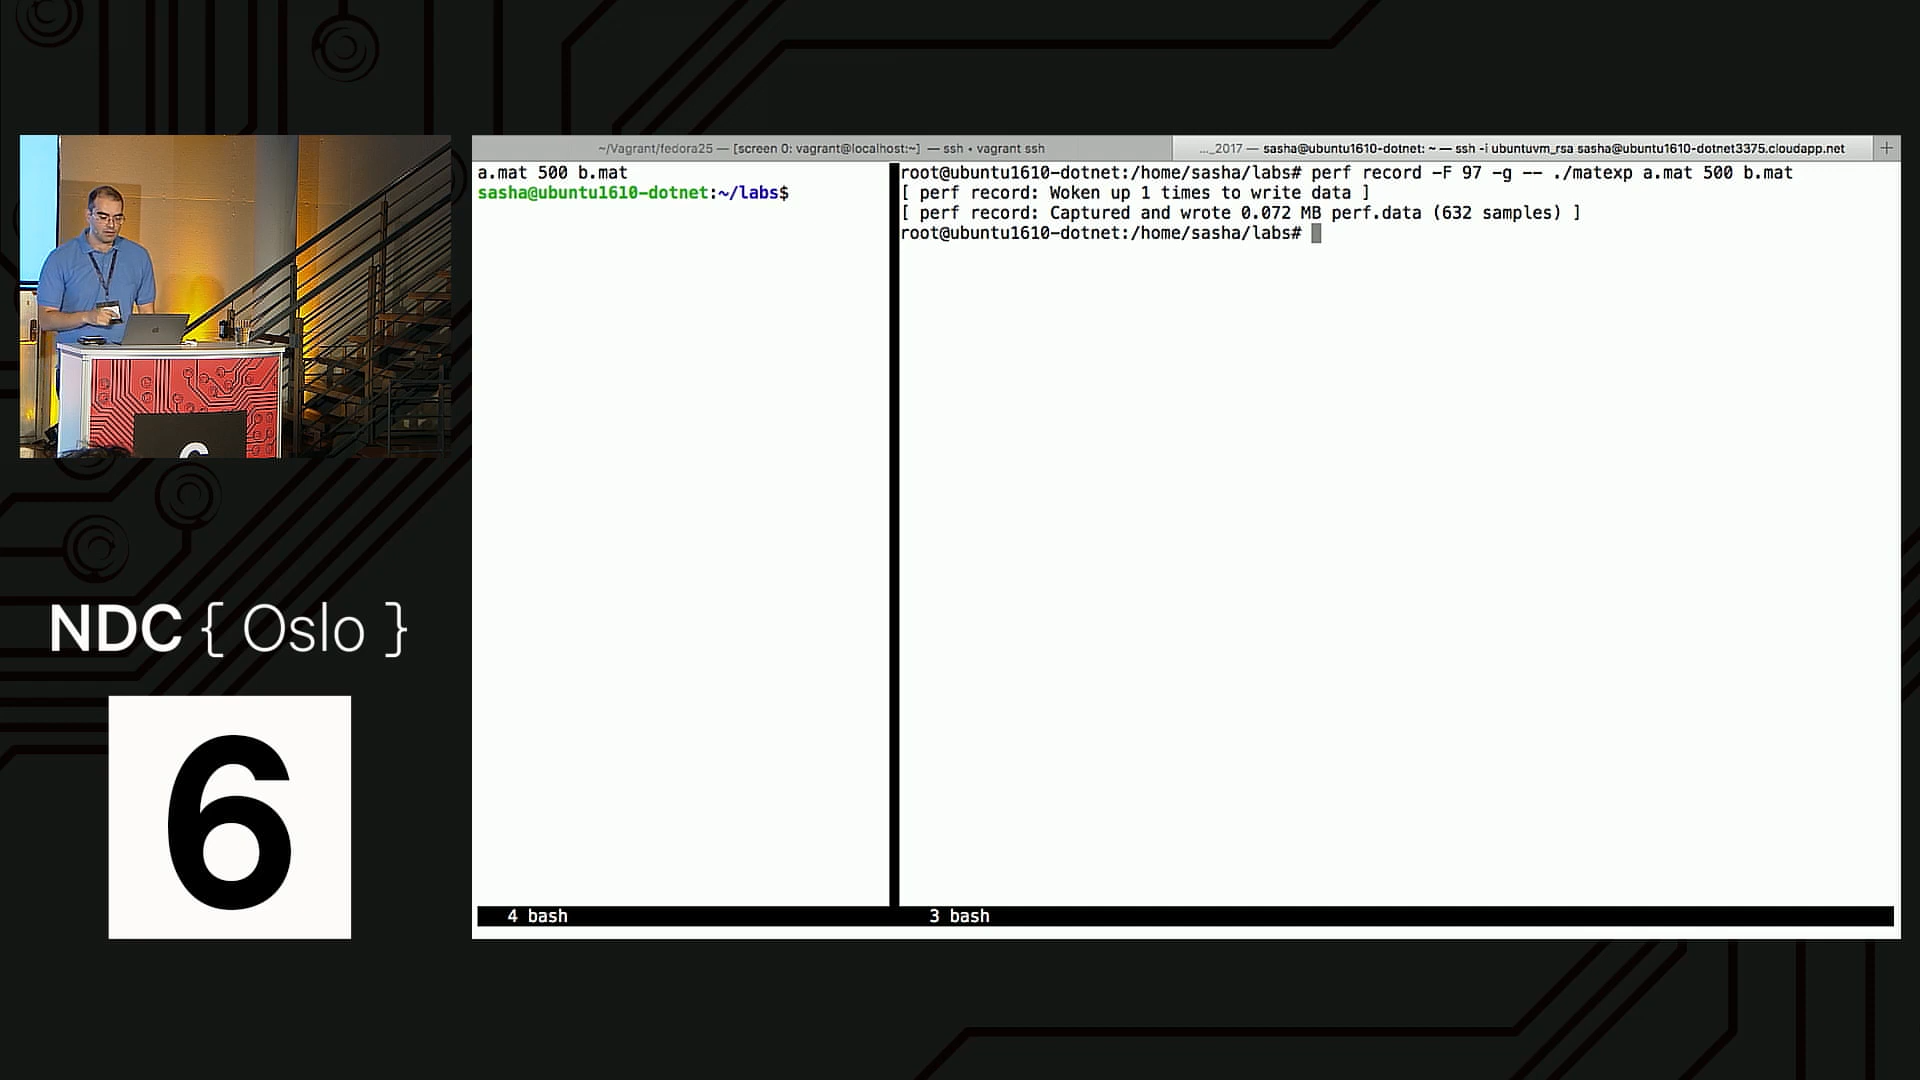 ~/Vagrant/fedora25 — [screen 0: vagrant@localhost:~] — ssh • vagrant ssh
..._2017 — sasha@ubuntu1610-dotnet: ~ — ssh -i ubuntuvm_rsa sasha@ubuntu1610-dotnet3375.cloudapp.net
+
a.mat 500 b.mat
sasha@ubuntu1610-dotnet:~/labs$
root@ubuntu1610-dotnet:/home/sasha/labs# perf record -F 97 -g -- ./matexp a.mat 500 b.mat
[ perf record: Woken up 1 times to write data ]
[ perf record: Captured and wrote 0.072 MB perf.data (632 samples) ]
root@ubuntu1610-dotnet:/home/sasha/labs#
4 bash
3 bash
NDC { Oslo }
6